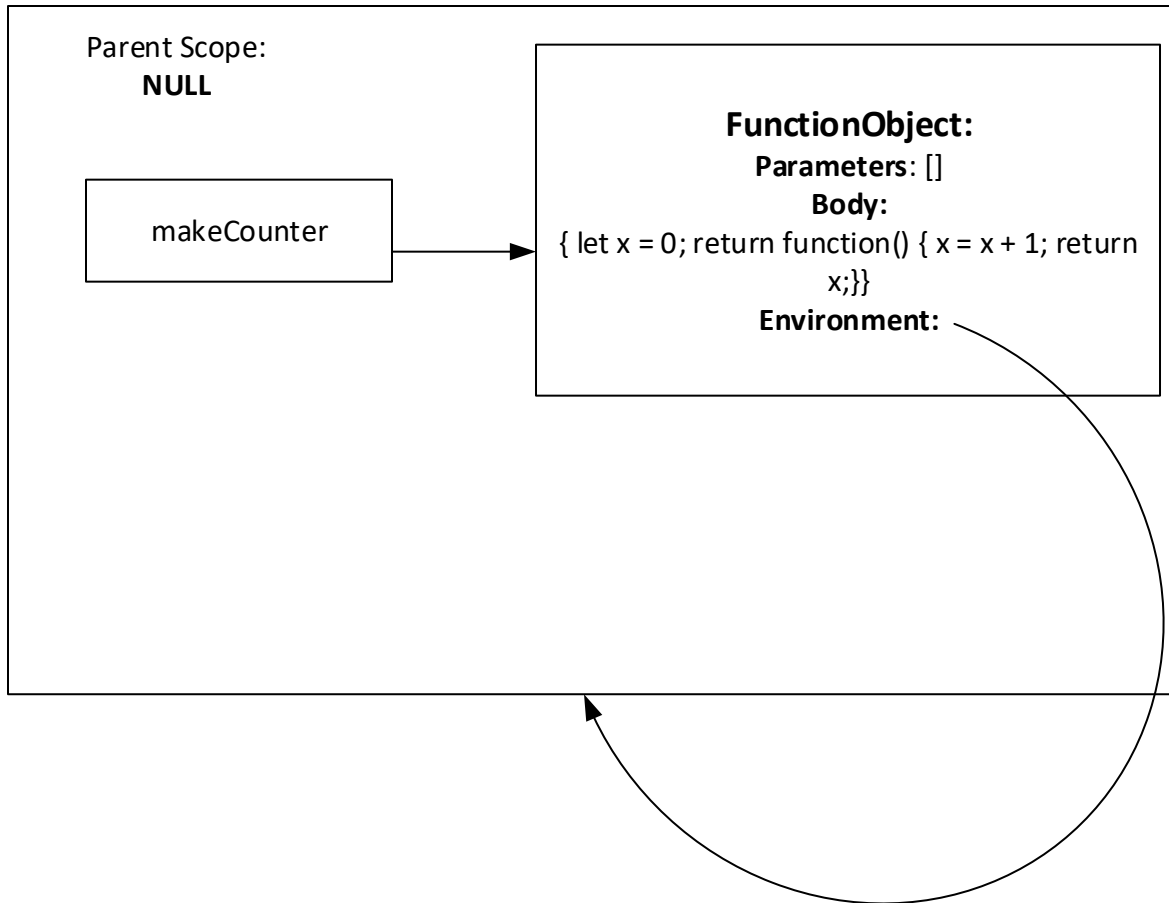 Parent Scope:
NULL
makeCounter
FunctionObject:
Parameters: []
Body:
{ let x = 0; return function() { x = x + 1; return
x;}}
Environment: